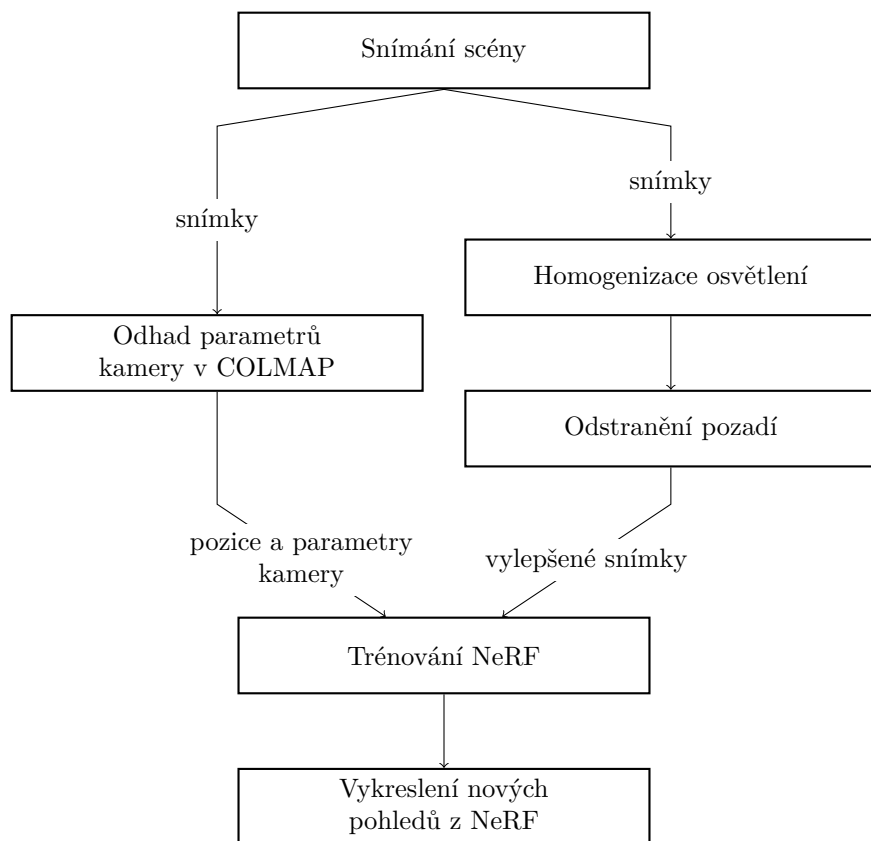 Snímání scény
snímky
snímky
Homogenizace osvětlení
Odhad parametrů
kamery v COLMAP
Odstranění pozadí
pozice a parametry
kamery
vylepšené snímky
Trénování NeRF
Vykreslení nových
pohledů z NeRF